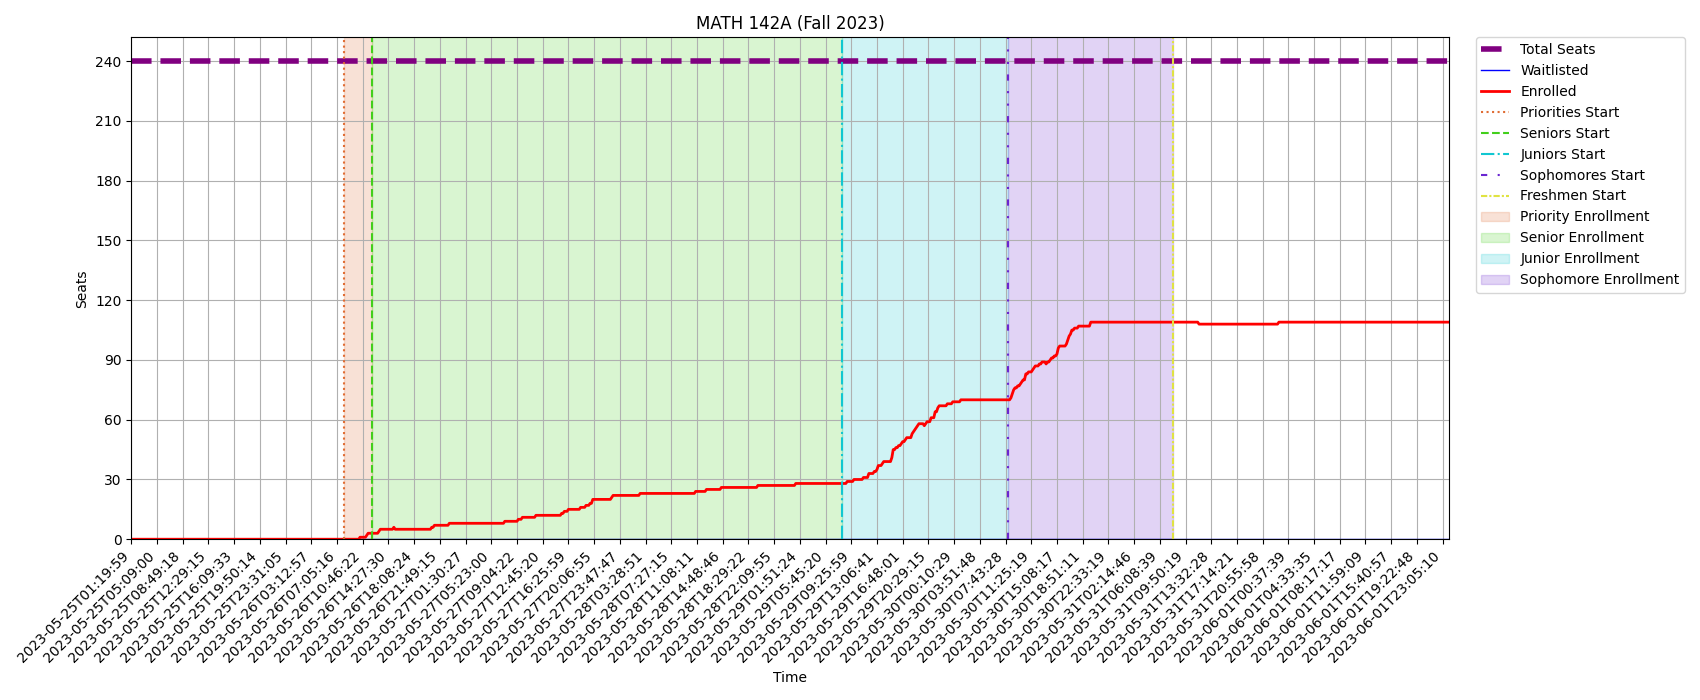 MATH 142A (Fall 2023)
Seats
240
210
180
150
120
90
60
30
0
2023-05-25T01:19:59
2023-05-25T05:09:00
2023-05-25T08:49:18
2023-05-25T12:29:15
2023-05-25T16:09:33
2023-05-25T19:50:14
2023-05-25T23:31:05
2023-05-26T03:12:57
2023-05-26T07:05:16
2023-05-26T10:46:22
2023-05-26T14:27:30
2023-05-26T18:08:24
2023-05-26T21:49:15
2023-05-27T01:30:27
2023-05-27T05:23:00
2023-05-27T09:04:22
2023-05-27T12:45:20
2023-05-27T16:25:59
2023-05-27T20:06:55
2023-05-27T23:47:47
2023-05-28T03:28:51
2023-05-28T07:27:15
2023-05-28T11:08:11
2023-05-28T14:48:46
2023-05-28T18:29:22
2023-05-28T22:09:55
2023-05-29T01:51:24
2023-05-29T05:45:20
2023-05-29T09:25:59
2023-05-29T13:06:41
2023-05-29T16:48:01
2023-05-29T20:29:15
2023-05-30T00:10:29
2023-05-30T03:51:48
2023-05-30T07:43:28
2023-05-30T11:25:19
2023-05-30T15:08:17
2023-05-30T18:51:11
2023-05-30T22:33:19
2023-05-31T02:14:46
2023-05-31T06:08:39
2023-05-31T09:50:19
2023-05-31T13:32:28
2023-05-31T17:14:21
2023-05-31T20:55:58
2023-06-01T00:37:39
2023-06-01T04:33:35
2023-06-01T08:17:17
2023-06-01T11:59:09
2023-06-01T15:40:57
2023-06-01T19:22:48
2023-06-01T23:05:10
Time
Total Seats
Waitlisted
Enrolled
Priorities Start
Seniors Start
Juniors Start
Sophomores Start
Freshmen Start
Priority Enrollment
Senior Enrollment
Junior Enrollment
Sophomore Enrollment